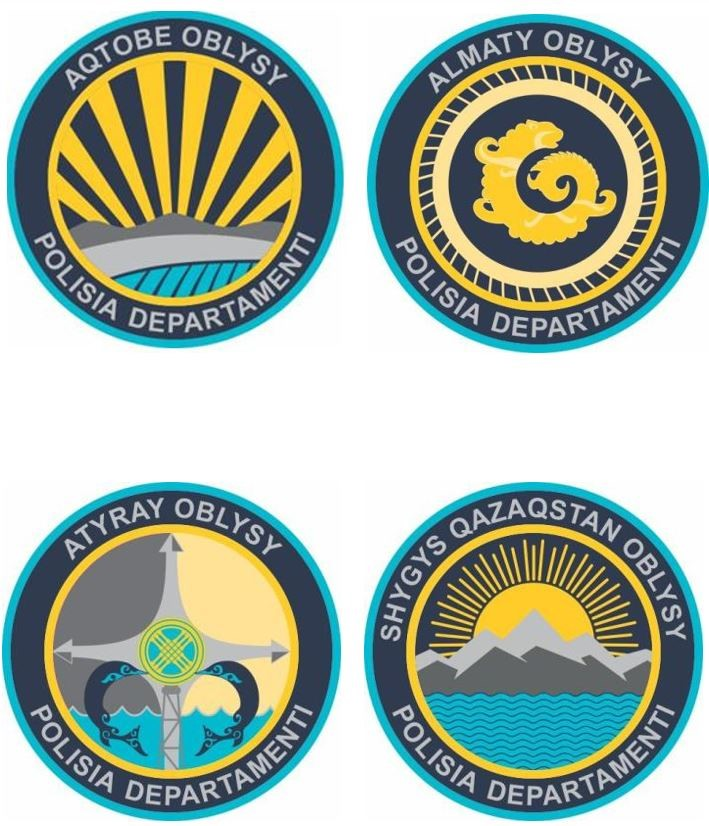 AQTOBE OBLYSY
POLISIA DEPARTAMENTI
ALMATY OBLYSY
POLISIA DEPARTAMENTI
ATYRAY OBLYSY
POLISIA DEPARTAMENTI
SHYGYS QAZAQSTAN OBLYSY
POLISIA DEPARTAMENTI